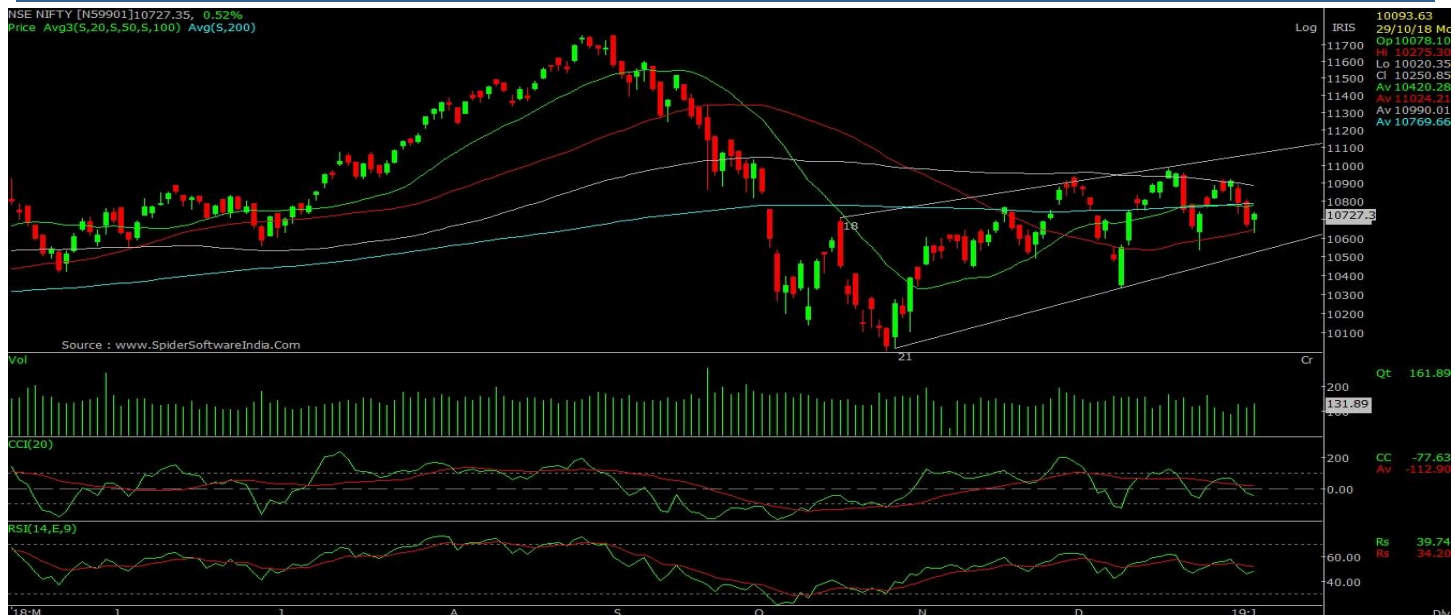 NSE NIFTY [N59901]10727.35, 0.52%
Price Avg3(S,20,S,50,S,100) Avg(S,200)
Log IRIS
10093.63
29/10/18 Mo
Op10078.10
Hi 10275.30
Lo 10020.35
Cl 10250.85
Av 10420.28
Av 11024.21
Av 10990.01
Av 10769.66
11700
11600
11500
11400
11300
11200
11100
11000
10900
10800
10727.3
10600
10500
10400
10300
10200
10100
18
21
Source : www.SpiderSoftwareIndia.Com
Vol
Cr
Qt 161.89
200
131.89
CCI(20)
200
0.00
CC -77.63
Av -112.90
RSI(14,E,9)
60.00
40.00
Rs 39.74
Rs 34.20
'18:M J J A S O N D '19:J